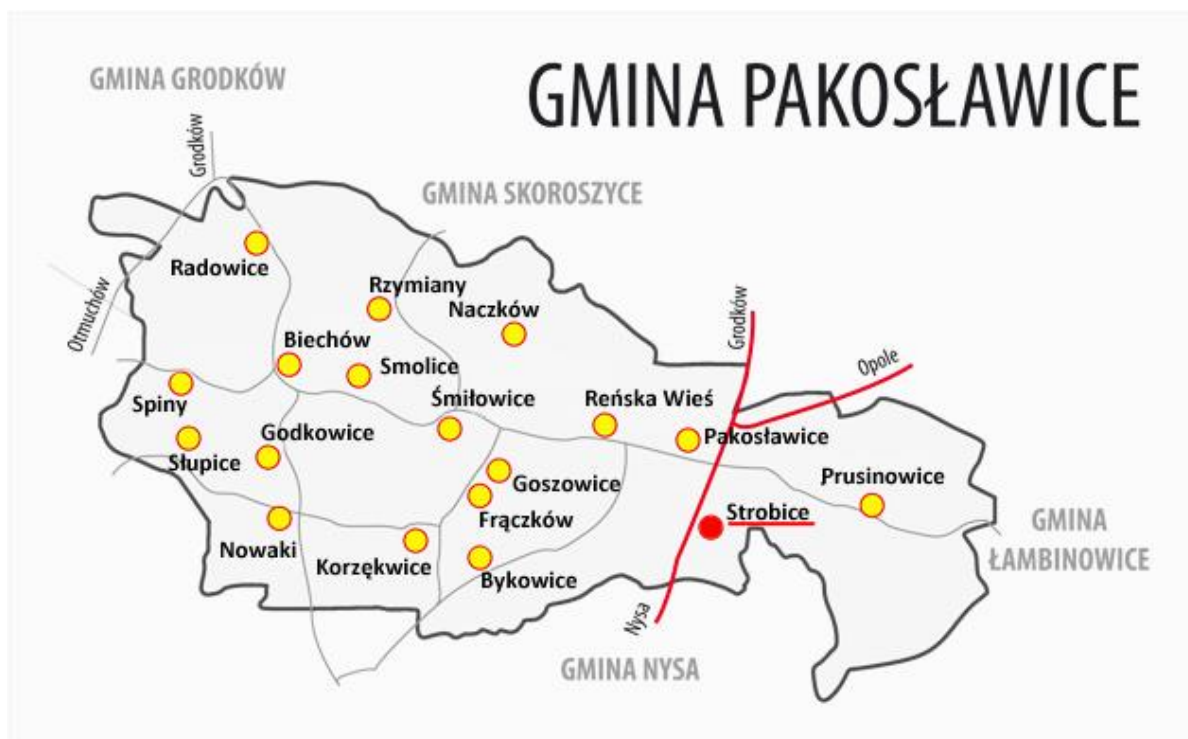 GMINA PAKOSŁAWICE
GMINA GRODKÓW
Grodków
GMINA SKOROSZYCE
Radowice
Otmuchów
Rzymiany
Naczków
Grodków
Biechów
Smolice
Opole
Spiny
Śmiłowice
Reńska Wieś
Godkowice
Pakosławice
Słupice
Goszowice
Prusinowice
Frączków
Strobice
Nowaki
Korzękwice
Bykowice
GMINA
ŁAMBINOWICE
Nysa
GMINA NYSA